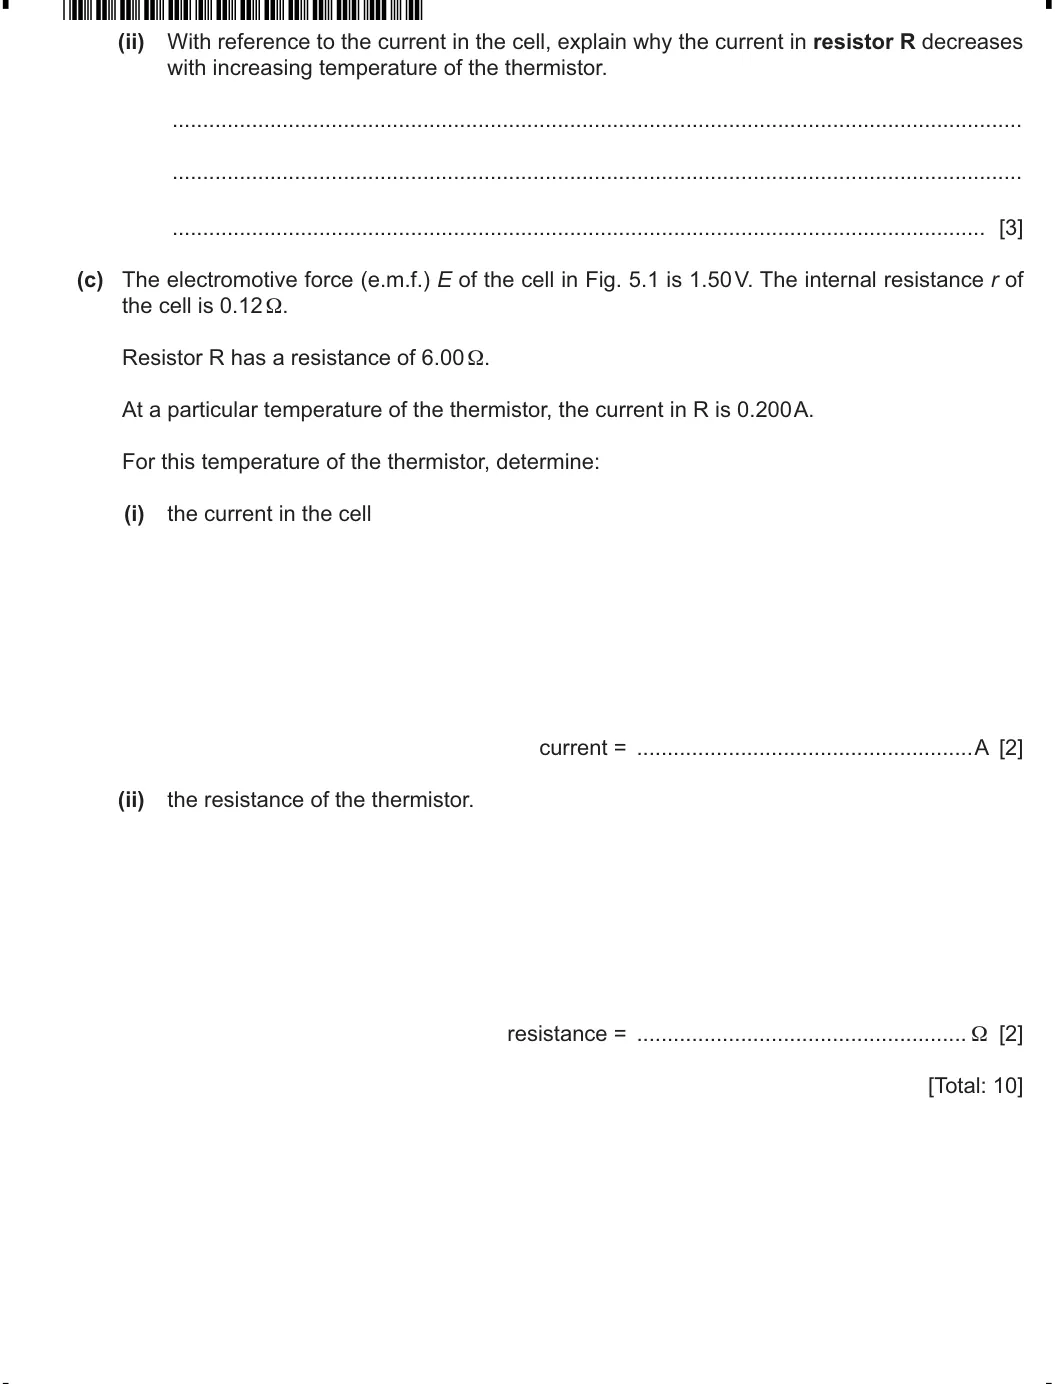 (ii) With reference to the current in the cell, explain why the current in resistor R decreases
with increasing temperature of the thermistor.
..........................................................................................................................................
..........................................................................................................................................
.................................................................................................................................... [3]
(c) The electromotive force (e.m.f.) E of the cell in Fig. 5.1 is 1.50 V. The internal resistance r of
the cell is 0.12 Ω.
Resistor R has a resistance of 6.00 Ω.
At a particular temperature of the thermistor, the current in R is 0.200 A.
For this temperature of the thermistor, determine:
(i) the current in the cell
current = ....................................................... A [2]
(ii) the resistance of the thermistor.
resistance = ...................................................... Ω [2]
[Total: 10]